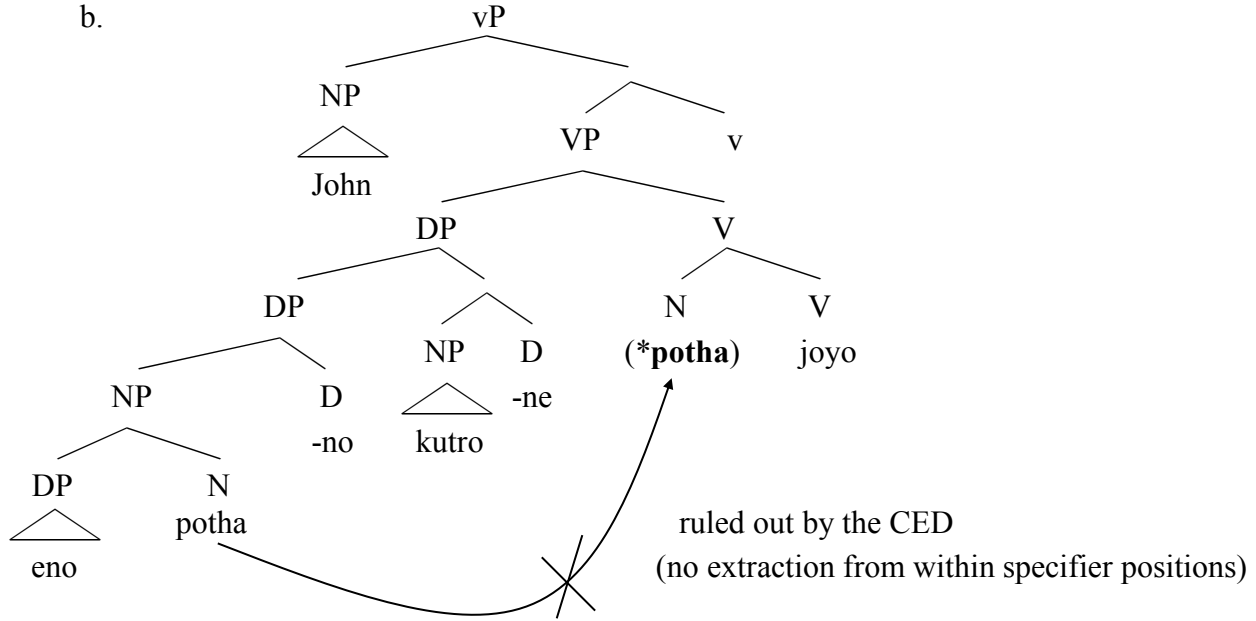 b.
vP
NP
VP v
John
DP V
DP N V
NP D (*potha) joyo
NP D -ne
-no kutro
DP N
potha
eno
ruled out by the CED
(no extraction from within specifier positions)